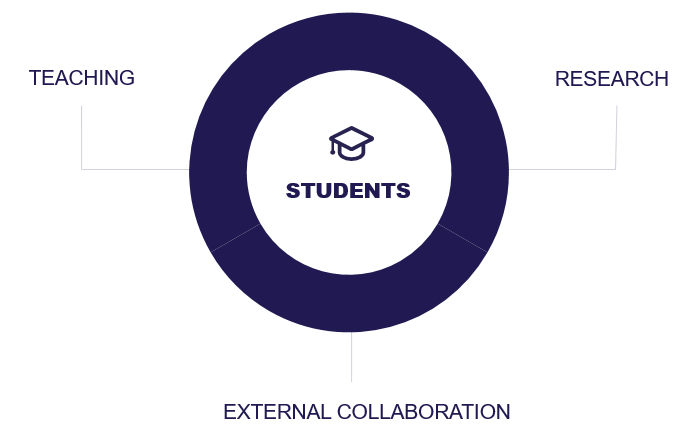 TEACHING
RESEARCH
STUDENTS
EXTERNAL COLLABORATION